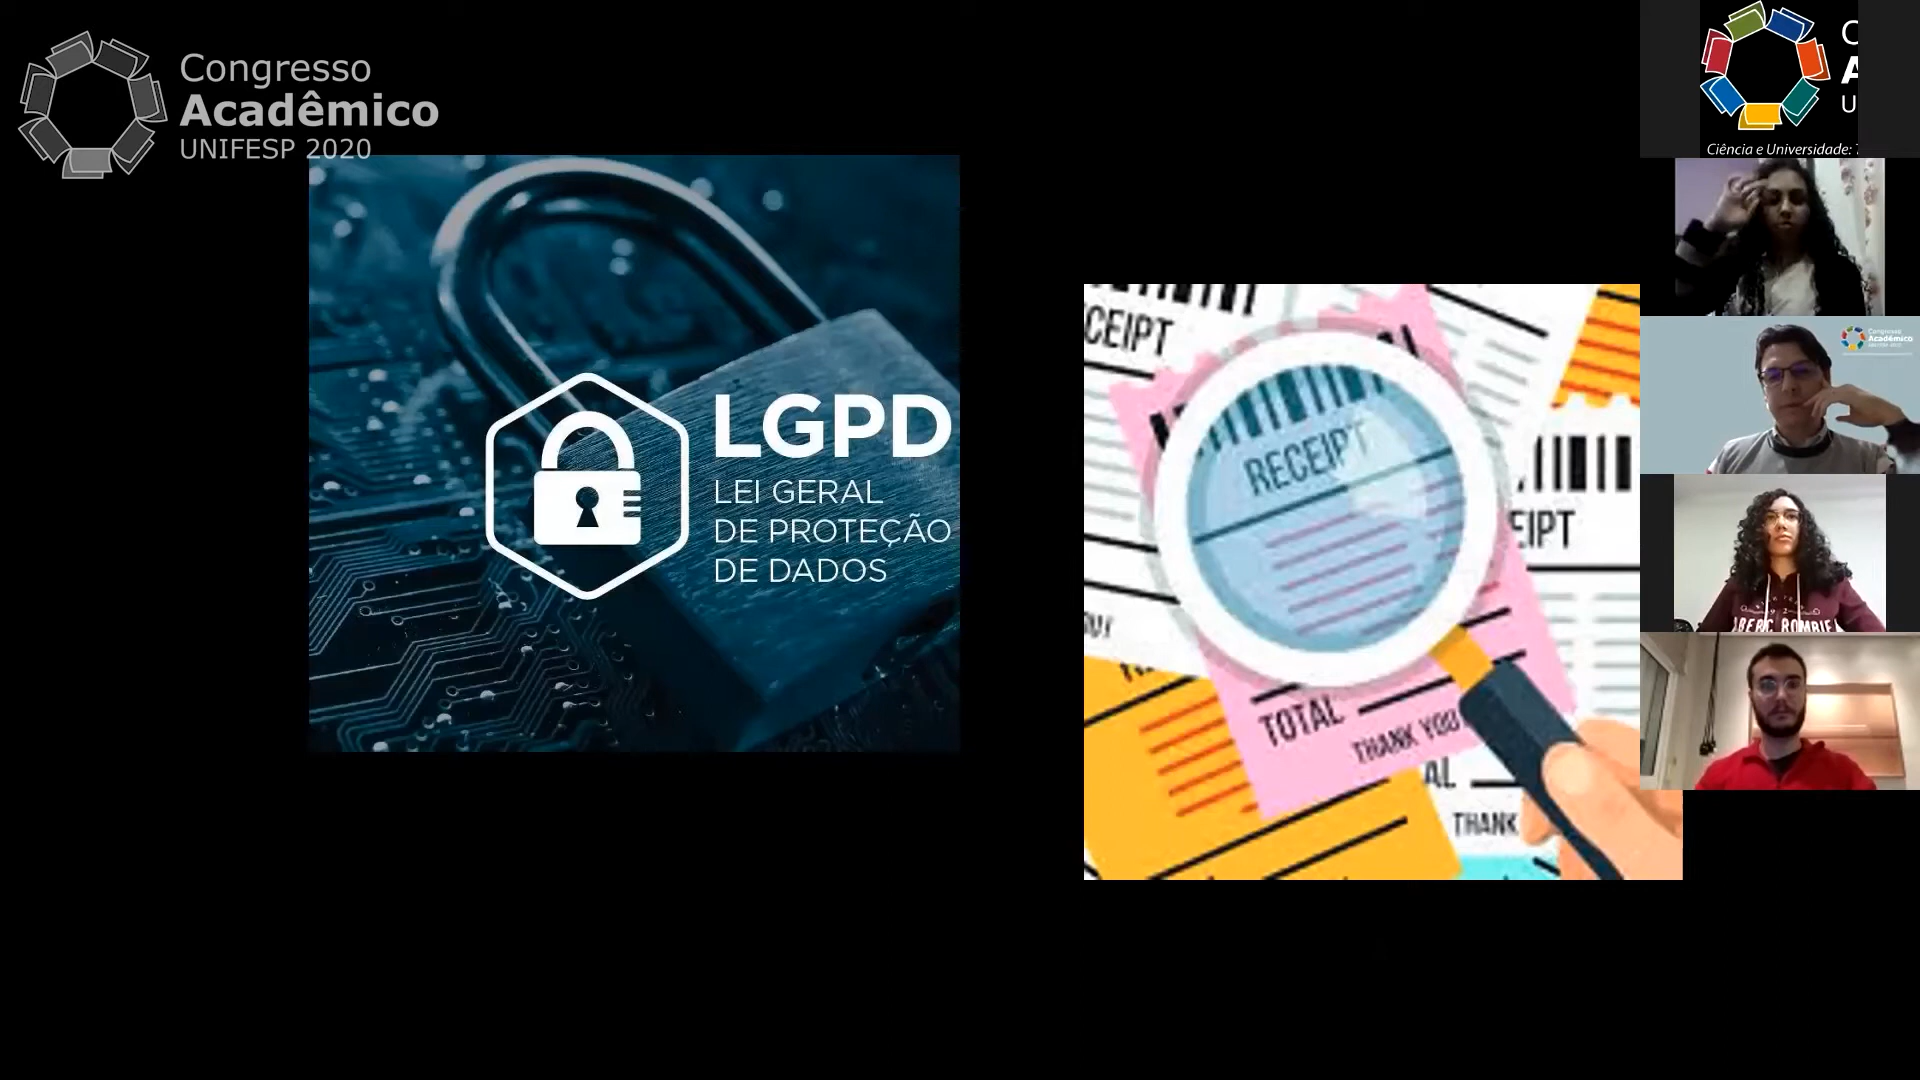 Congresso
Acadêmico
UNIFESP 2020
LGPD
LEI GERAL
DE PROTEÇÃO
DE DADOS
CEIPT
RECEIPT
EIPT
TOTAL
THANK YOU
AL
THANK
C
A
U
Ciência e Universidade:
Congresso
Acadêmico